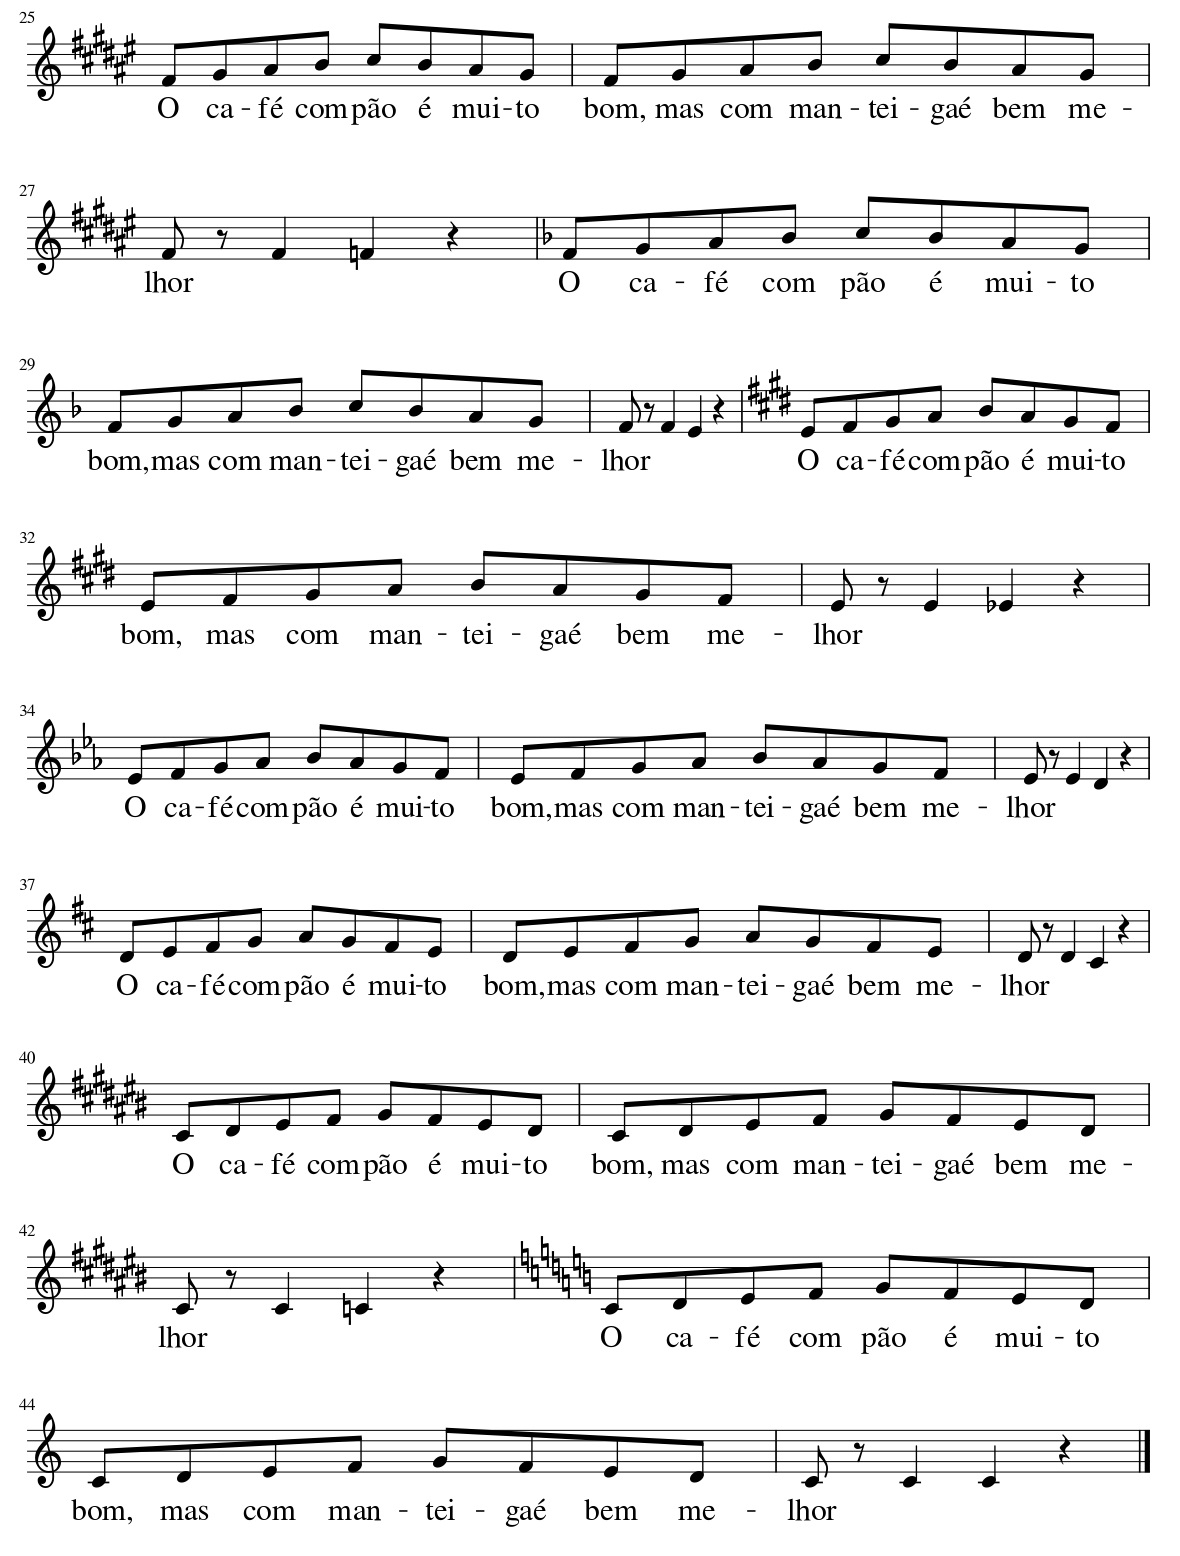 25
O ca - fé com pão é mui - to bom, mas com man - tei - gaé bem me -
27
lhor O ca - fé com pão é mui - to
29
bom, mas com man - tei - gaé bem me - lhor O ca - fé com pão é mui - to
32
bom, mas com man - tei - gaé bem me - lhor
34
O ca - fé com pão é mui - to bom, mas com man - tei - gaé bem me - lhor
37
O ca - fé com pão é mui - to bom, mas com man - tei - gaé bem me - lhor
40
O ca - fé com pão é mui - to bom, mas com man - tei - gaé bem me -
42
lhor O ca - fé com pão é mui - to
44
bom, mas com man - tei - gaé bem me - lhor